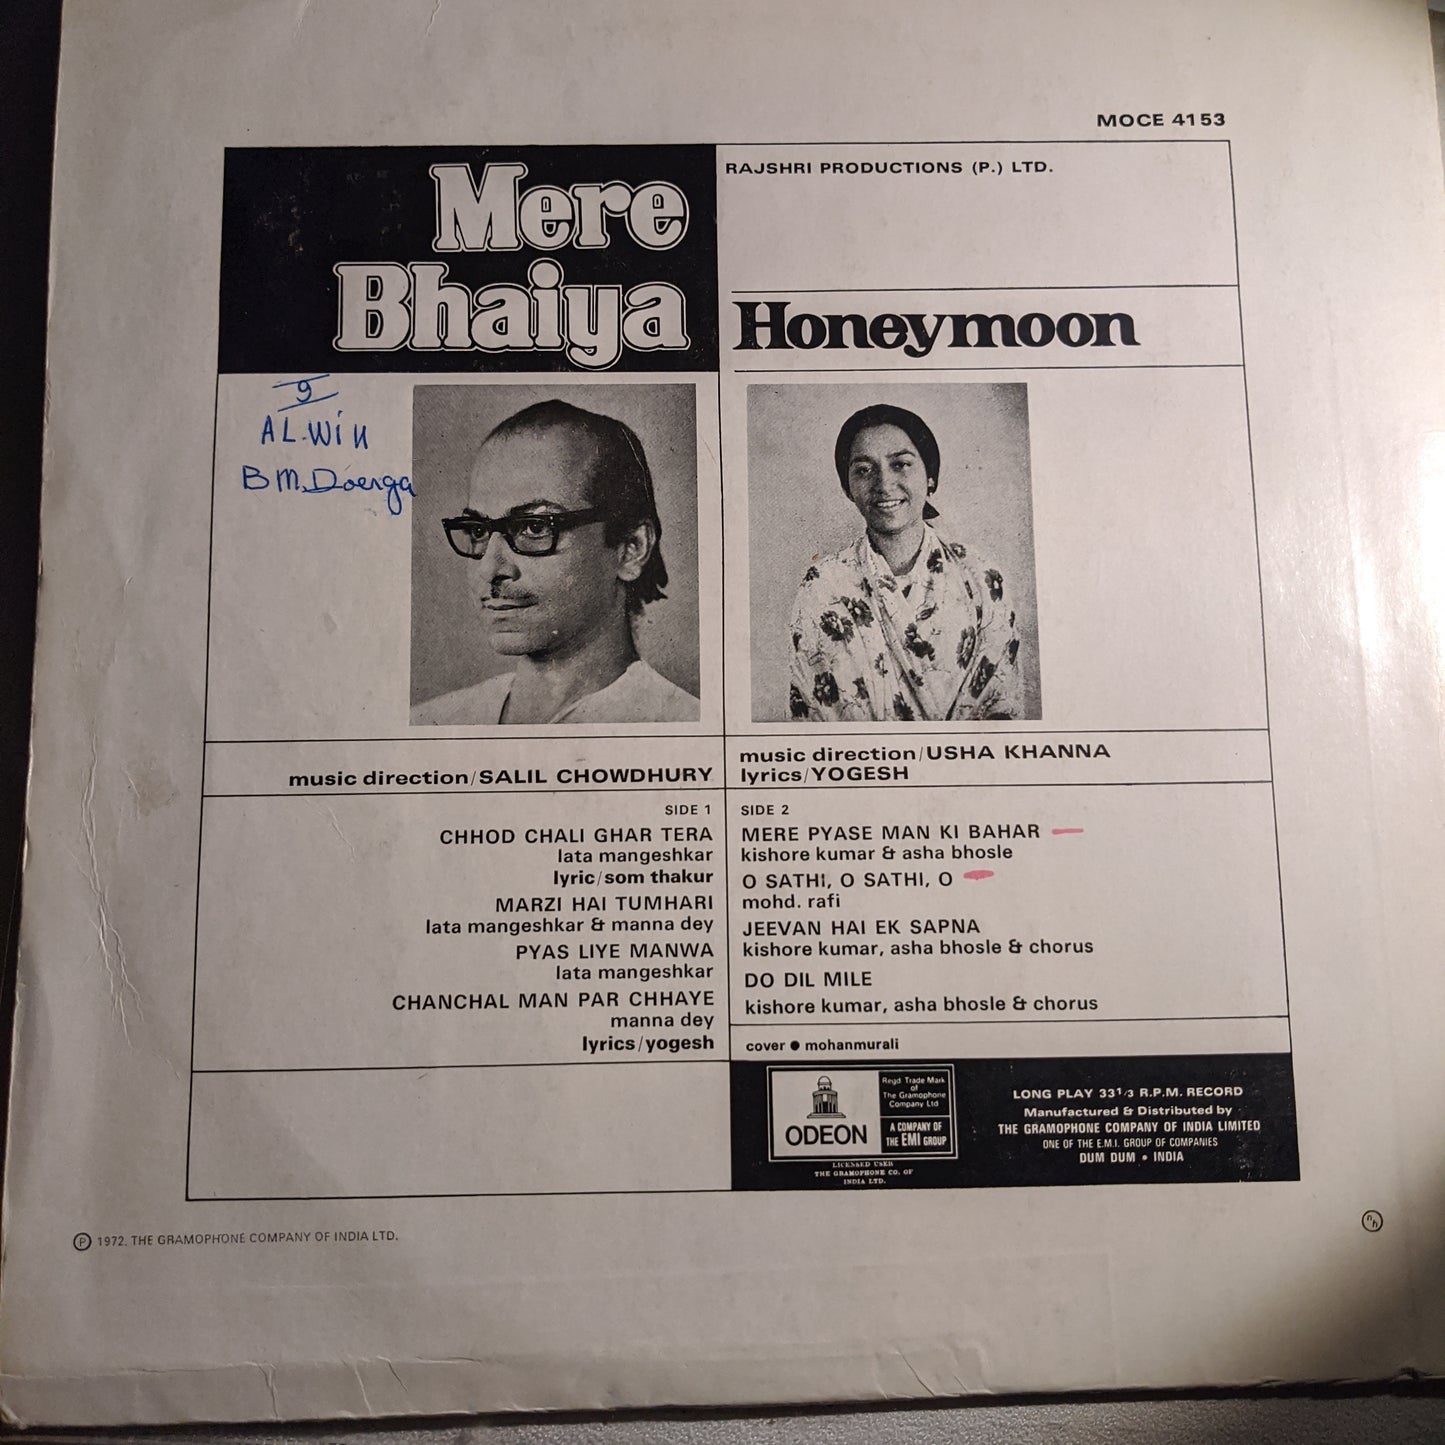 MOCE 4153
Mere
Bhaiya
RAJSHRI PRODUCTIONS (P.) LTD.
Honeymoon
9
AL.Win
B M. Doerga
music direction/SALIL CHOWDHURY
SIDE 1
CHHOD CHALI GHAR TERA
lata mangeshkar
lyric/som thakur
MARZI HAI TUMHARI
lata mangeshkar & manna dey
PYAS LIYE MANWA
lata mangeshkar
CHANCHAL MAN PAR CHHAYE
manna dey
lyrics/yogesh
music direction/USHA KHANNA
lyrics/YOGESH
SIDE 2
MERE PYASE MAN KI BAHAR
kishore kumar & asha bhosle
O SATHI, O SATHI, O
mohd. rafi
JEEVAN HAI EK SAPNA
kishore kumar, asha bhosle & chorus
DO DIL MILE
kishore kumar, asha bhosle & chorus
cover ● mohanmurali
ODEON
Regd Trade Mark
of
The Gramophone
Company Ltd
A COMPANY OF
THE EMI GROUP
LICENSED USER
THE GRAMOPHONE CO. OF
INDIA LTD.
LONG PLAY 33 1/3 R.P.M. RECORD
Manufactured & Distributed by
THE GRAMOPHONE COMPANY OF INDIA LIMITED
ONE OF THE E.M.I. GROUP OF COMPANIES
DUM DUM • INDIA
Ⓟ 1972. THE GRAMOPHONE COMPANY OF INDIA LTD.